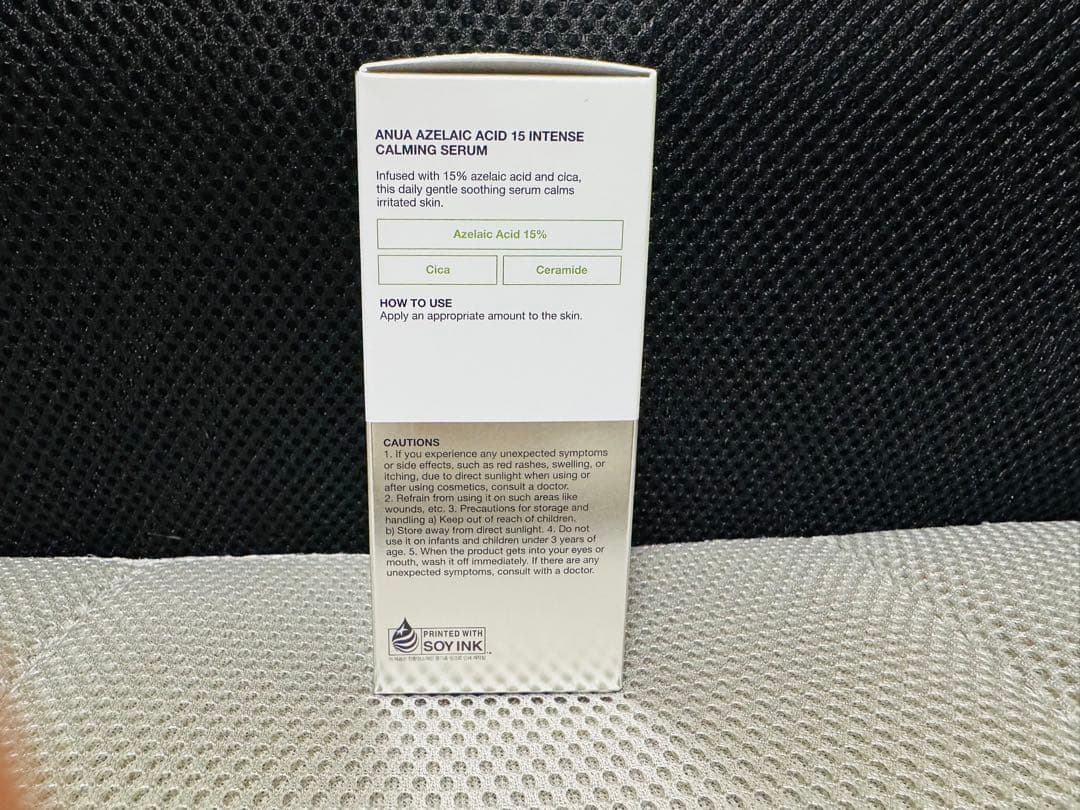 ANUA AZELAIC ACID 15 INTENSE
CALMING SERUM
Infused with 15% azelaic acid and cica,
this daily gentle soothing serum calms
irritated skin.
Azelaic Acid 15%
Cica
Ceramide
HOW TO USE
Apply an appropriate amount to the skin.
CAUTIONS
1. If you experience any unexpected symptoms
or side effects, such as red rashes, swelling, or
itching, due to direct sunlight when using or
after using cosmetics, consult a doctor.
2. Refrain from using it on such areas like
wounds, etc. 3. Precautions for storage and
handling a) Keep out of reach of children.
b) Store away from direct sunlight. 4. Do not
use it on infants and children under 3 years of
age. 5. When the product gets into your eyes or
mouth, wash it off immediately. If there are any
unexpected symptoms, consult with a doctor.
PRINTED WITH
SOY INK